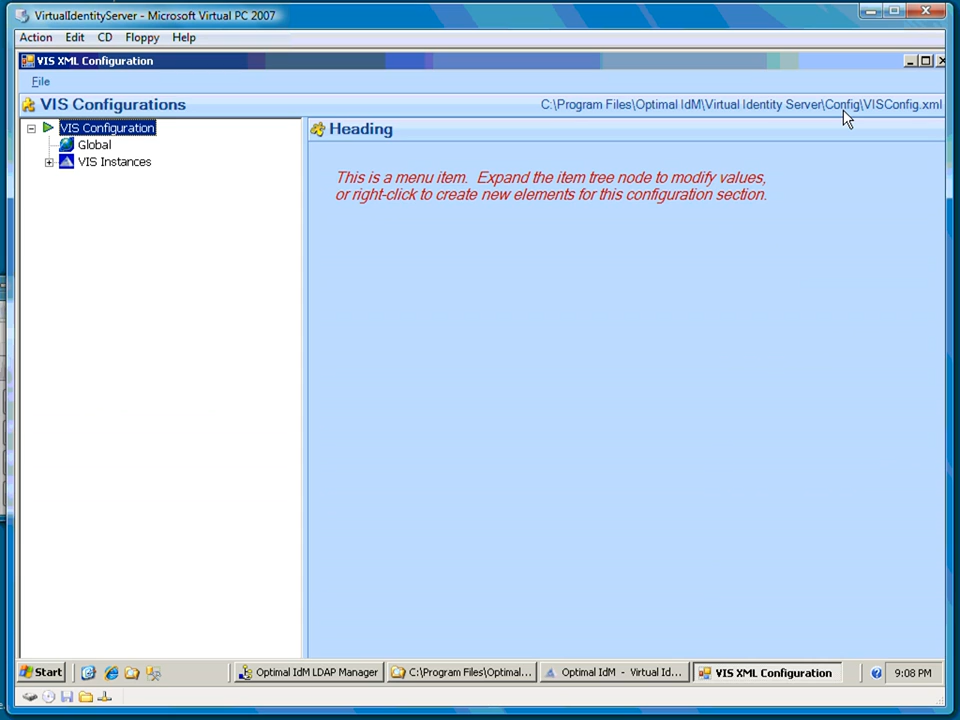 VirtualIdentityServer - Microsoft Virtual PC 2007
Action Edit CD Floppy Help
VIS XML Configuration
File
VIS Configurations C:\Program Files\Optimal IdM\Virtual Identity Server\Config\VISConfig.xml
VIS Configuration
Heading
Global
VIS Instances
This is a menu item. Expand the item tree node to modify values,
or right-click to create new elements for this configuration section.
Start Optimal IdM LDAP Manager C:\Program Files\Optimal... Optimal IdM - Virtual Id... VIS XML Configuration 9:08 PM